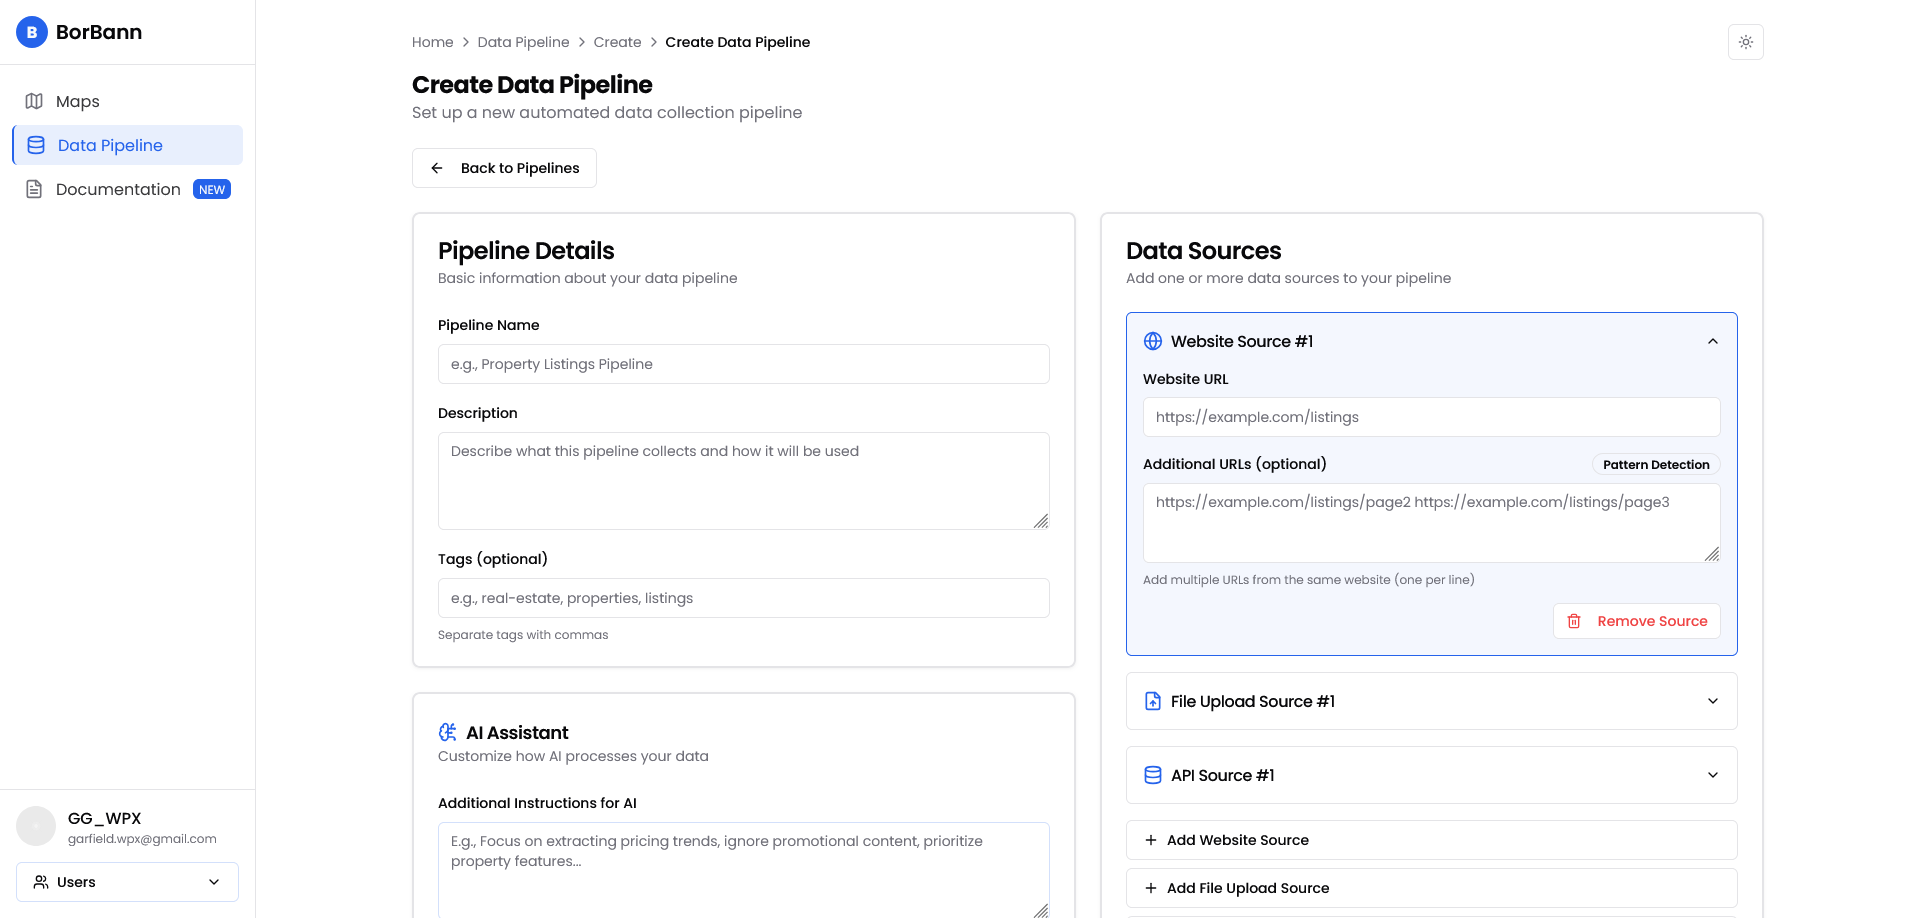 B BorBann
Maps
Data Pipeline
Documentation NEW
GG_WPX
garfield.wpx@gmail.com
Users
Home > Data Pipeline > Create > Create Data Pipeline
Create Data Pipeline
Set up a new automated data collection pipeline
Back to Pipelines
Pipeline Details
Basic information about your data pipeline
Pipeline Name
e.g., Property Listings Pipeline
Description
Describe what this pipeline collects and how it will be used
Tags (optional)
e.g., real-estate, properties, listings
Separate tags with commas
AI Assistant
Customize how AI processes your data
Additional Instructions for AI
E.g., Focus on extracting pricing trends, ignore promotional content, prioritize
property features...
Data Sources
Add one or more data sources to your pipeline
Website Source #1
Website URL
https://example.com/listings
Additional URLs (optional) Pattern Detection
https://example.com/listings/page2 https://example.com/listings/page3
Add multiple URLs from the same website (one per line)
Remove Source
File Upload Source #1
API Source #1
Add Website Source
Add File Upload Source